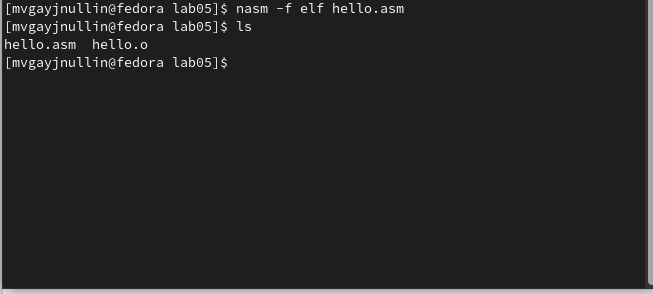 [mvgayjnullin@fedora lab05]$ nasm -f elf hello.asm
[mvgayjnullin@fedora lab05]$ ls
hello.asm  hello.o
[mvgayjnullin@fedora lab05]$